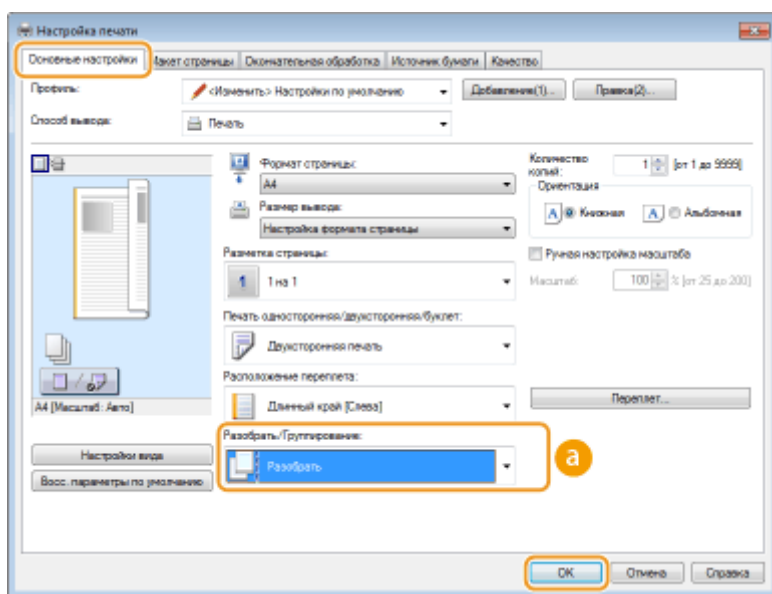 Настройка печати
Основные настройки Макет страницы Окончательная обработка Источник бумаги Качество
Профиль: <Изменить> Настройки по умолчанию Добавление(1)... Правка(2)...
Способ вывода: Печать
Формат страницы:
A4
Размер вывода:
Настройка формата страницы
Количество копий: 1 [от 1 до 9999]
Ориентация
A Книжная A Альбомная
Разметка страницы:
1 1 на 1
Ручная настройка масштаба
Масштаб: 100 % [от 25 до 200]
Печать односторонняя/двухсторонняя/буклет:
Двухсторонняя печать
Расположение переплета:
Длинный край [Слева]
Переплет...
A4 [Масштаб: Авто]
Разобрать/Группирование:
Разобрать
a
Настройки вида
Восс. параметры по умолчанию
OK Отмена Справка